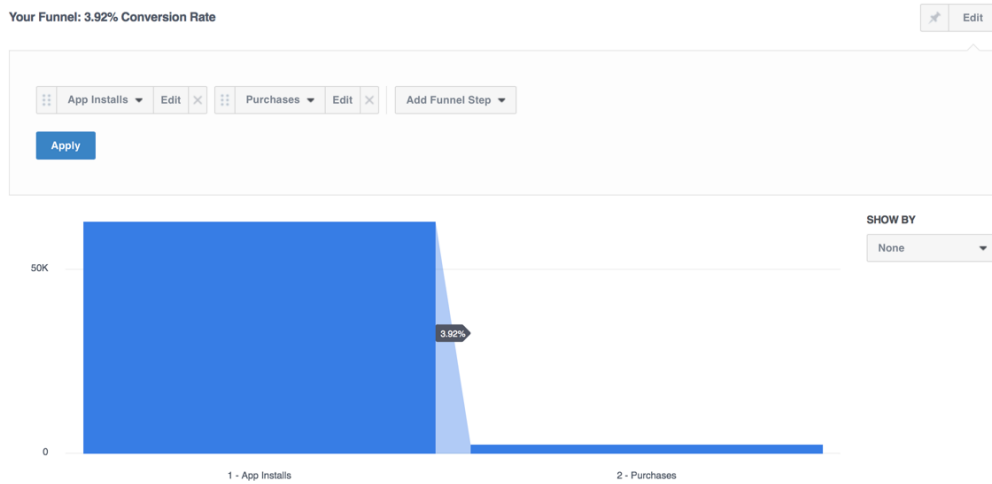 Your Funnel: 3.92% Conversion Rate
Edit
App Installs Edit Purchases Edit Add Funnel Step
Apply
SHOW BY
None
50K
3.92%
0
1 - App Installs 2 - Purchases